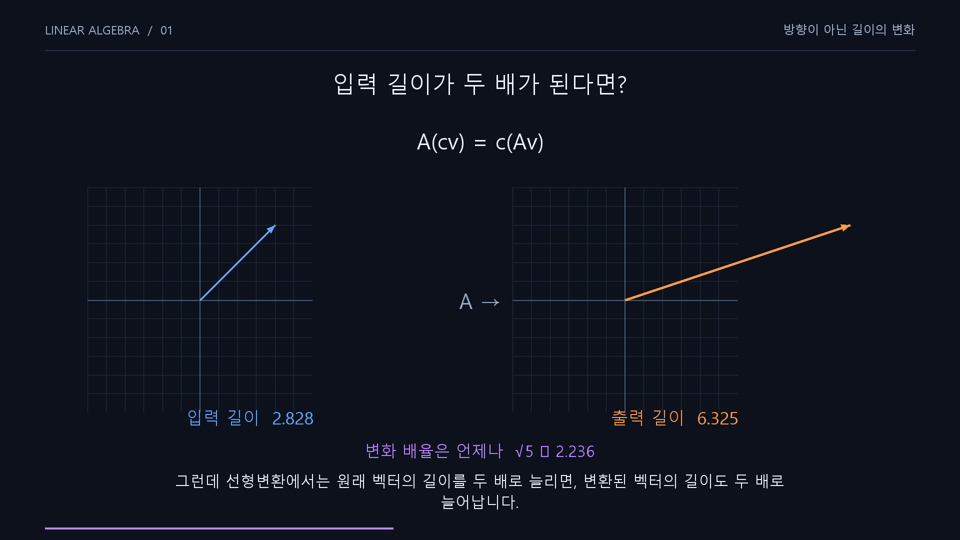 LINEAR ALGEBRA / 01
방향이 아닌 길이의 변화
입력 길이가 두 배가 된다면?
A(cv) = c(Av)
A →
입력 길이 2.828
출력 길이 6.325
변화 배율은 언제나 √5 ▯ 2.236
그런데 선형변환에서는 원래 벡터의 길이를 두 배로 늘리면, 변환된 벡터의 길이도 두 배로
늘어납니다.